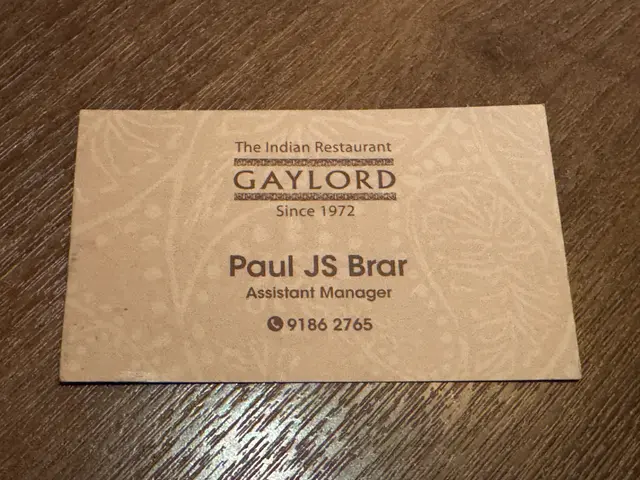 The Indian Restaurant
GAYLORD
Since 1972
Paul JS Brar
Assistant Manager
9186 2765